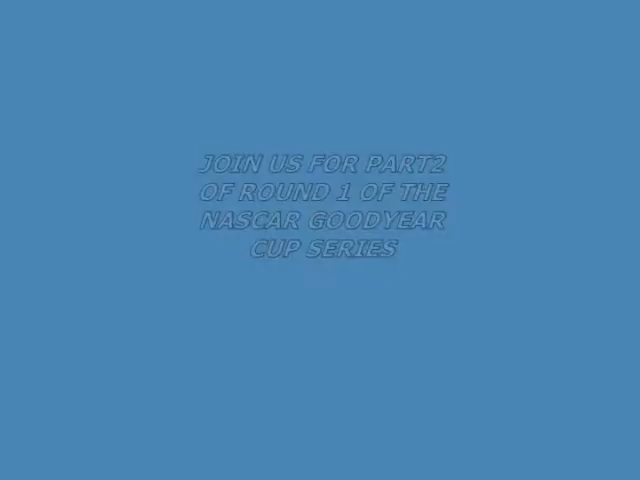 JOIN US FOR PART2
OF ROUND 1 OF THE
NASCAR GOODYEAR
CUP SERIES